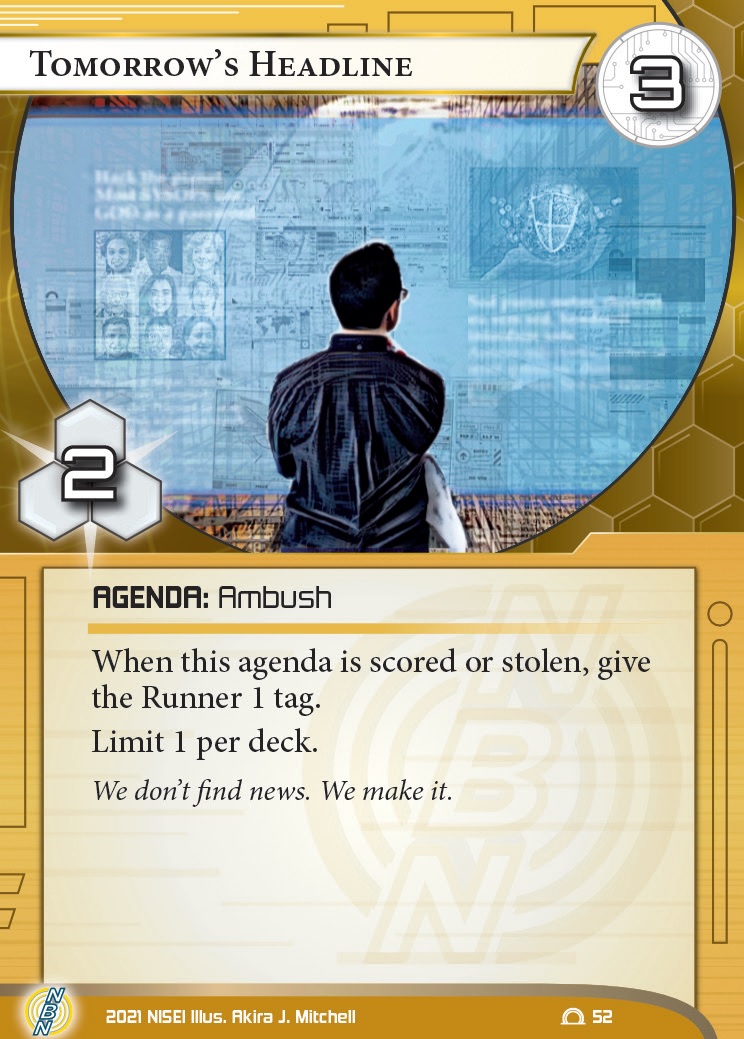 Tomorrow's Headline
3
2
AGENDA: Ambush
When this agenda is scored or stolen, give
the Runner 1 tag.
Limit 1 per deck.
We don't find news. We make it.
NBN
NBN
2021 NISEI Illus. Akira J. Mitchell
52